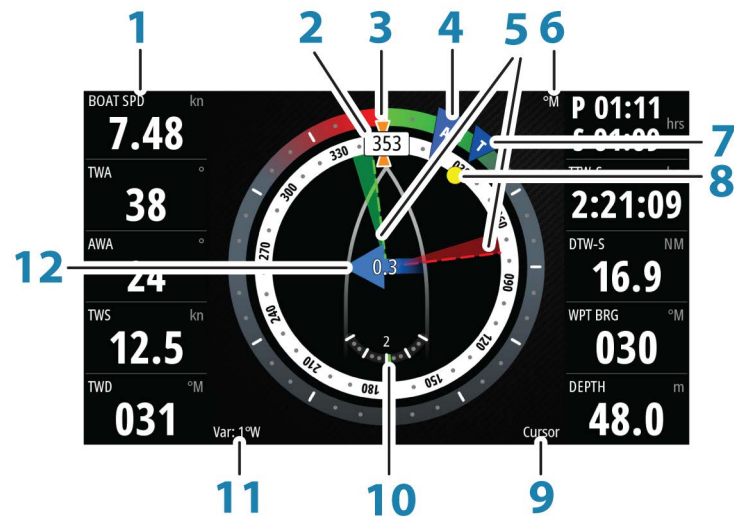 1
2
3
4
5
6
7
8
9
10
11
12
BOAT SPD kn
7.48
TWA °
38
AWA °
24
TWS kn
12.5
TWD °M
031
°M
353
T
330
300
270
240
210
180
150
120
090
0.3
2
Var: 1°W
Cursor
P 01:11 hrs
2:21:09
DTW-S NM
16.9
WPT BRG °M
030
DEPTH m
48.0